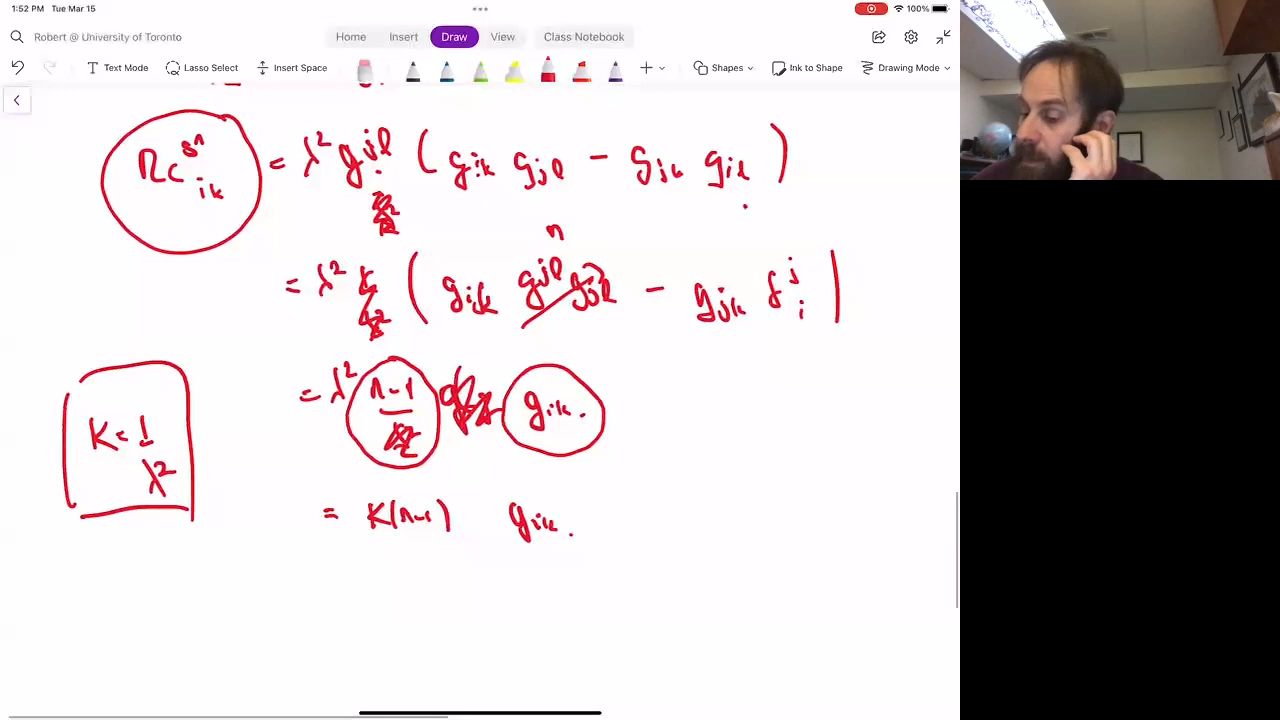 1:52 PM Tue Mar 15
100%
Robert @ University of Toronto
Home Insert Draw View Class Notebook
Text Mode Lasso Select Insert Space Shapes Ink to Shape Drawing Mode
Rc^{S^n}_{ik} = λ² g^{jl} ( g_{ik} g_{jl} − g_{jk} g_{il} )
n
= λ² ( g_{ik} g^{jl} g_{jl} − g_{jk} δ^j_i )
= λ² n−1 g_{ik}.
K = 1/λ²
= K(n−1) g_{ik}.